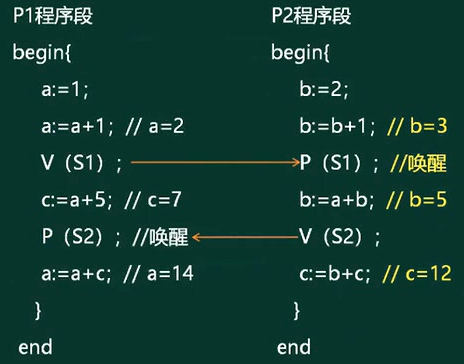 P1程序段
begin{
a:=1;
a:=a+1; // a=2
V（S1）;
c:=a+5; // c=7
P（S2）; //唤醒
a:=a+c; // a=14
}
end
P2程序段
begin{
b:=2;
b:=b+1; // b=3
P（S1）; //唤醒
b:=a+b; // b=5
V（S2）;
c:=b+c; // c=12
}
end